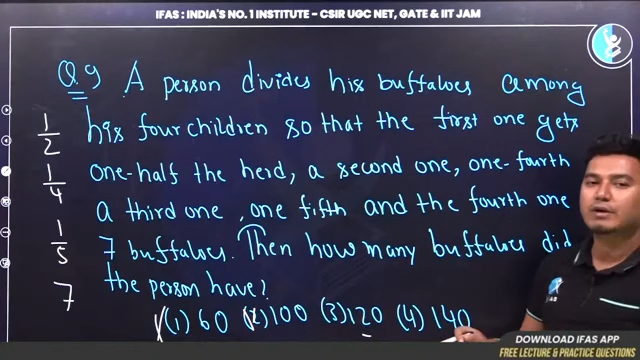 IFAS : INDIA'S NO. 1 INSTITUTE – CSIR UGC NET, GATE & IIT JAM
Q9 A person divides his buffaloes among
1/2 his four children so that the first one gets
1/4 one-half the herd, a second one, one-fourth
a third one, one fifth and the fourth one
1/5 7 buffaloes. Then how many buffaloes did
7 the person have?
(1) 60 (2) 100 (3) 120 (4) 140
DOWNLOAD IFAS APP
FREE LECTURE & PRACTICE QUESTIONS